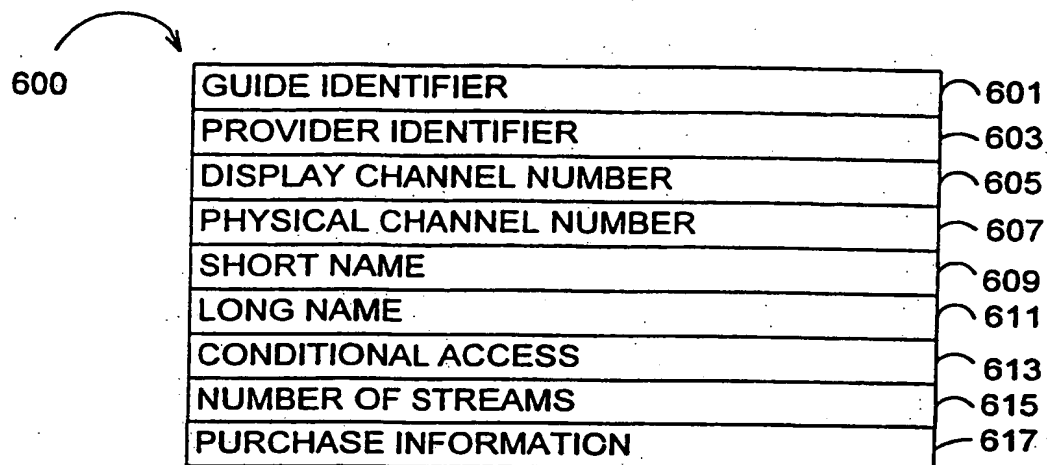 600
GUIDE IDENTIFIER 601
PROVIDER IDENTIFIER 603
DISPLAY CHANNEL NUMBER 605
PHYSICAL CHANNEL NUMBER 607
SHORT NAME 609
LONG NAME 611
CONDITIONAL ACCESS 613
NUMBER OF STREAMS 615
PURCHASE INFORMATION 617